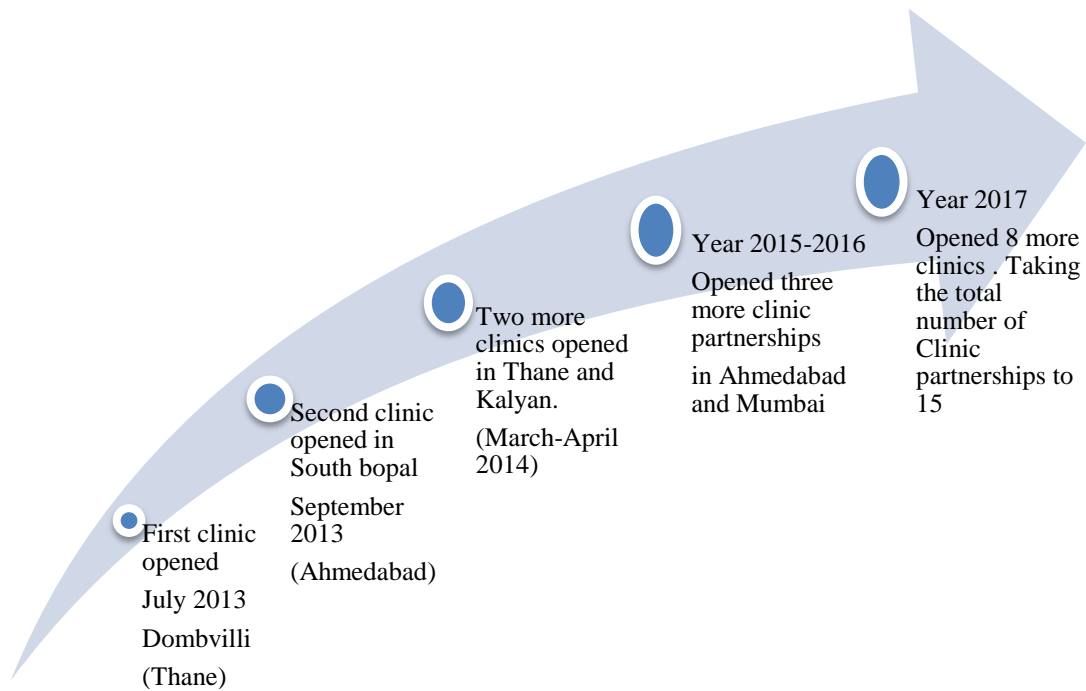 First clinic
opened
July 2013
Dombvilli
(Thane)
Second clinic
opened in
South bopal
September
2013
(Ahmedabad)
Two more
clinics opened
in Thane and
Kalyan.
(March-April
2014)
Year 2015-2016
Opened three
more clinic
partnerships
in Ahmedabad
and Mumbai
Year 2017
Opened 8 more
clinics . Taking
the total
number of
Clinic
partnerships to
15